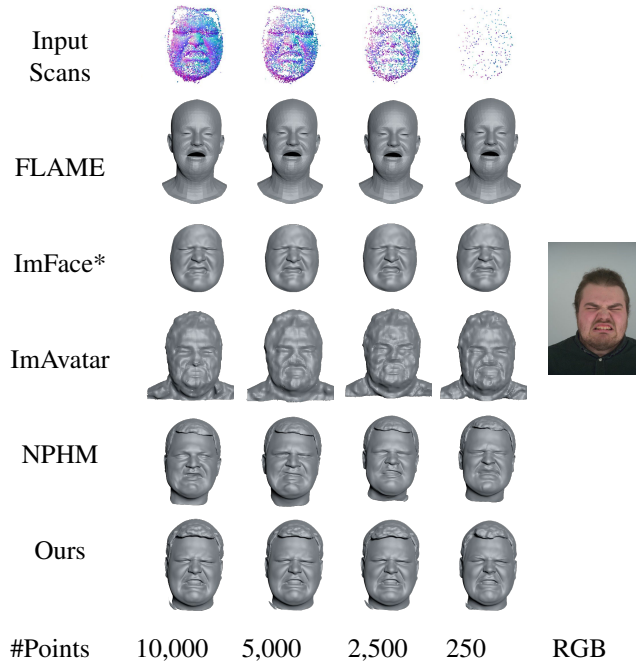 Input
Scans
FLAME
ImFace*
ImAvatar
NPHM
Ours
#Points 10,000 5,000 2,500 250 RGB